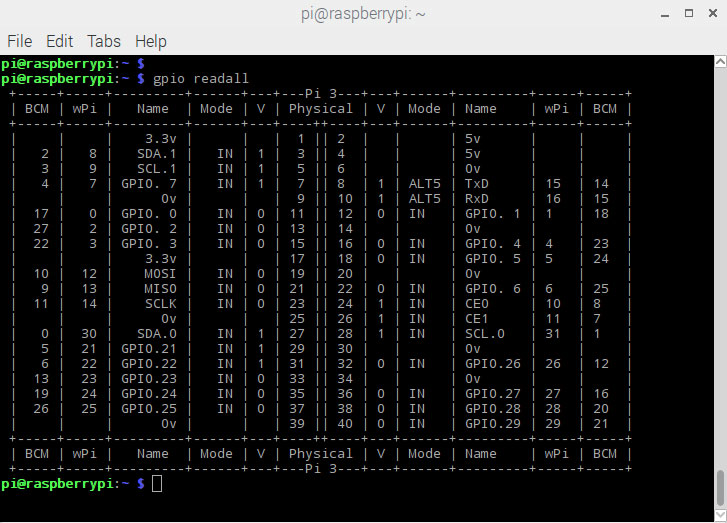 pi@raspberrypi: ~
File Edit Tabs Help
pi@raspberrypi:~ $
pi@raspberrypi:~ $ gpio readall
 +-----+-----+---------+------+---+---Pi 3---+---+------+---------+-----+-----+
 | BCM | wPi |   Name  | Mode | V | Physical | V | Mode | Name    | wPi | BCM |
 +-----+-----+---------+------+---+----++----+---+------+---------+-----+-----+
 |     |     |    3.3v |      |   |  1 || 2  |   |      | 5v      |     |     |
 |   2 |   8 |   SDA.1 |   IN | 1 |  3 || 4  |   |      | 5v      |     |     |
 |   3 |   9 |   SCL.1 |   IN | 1 |  5 || 6  |   |      | 0v      |     |     |
 |   4 |   7 | GPIO. 7 |   IN | 1 |  7 || 8  | 1 | ALT5 | TxD     | 15  | 14  |
 |     |     |      0v |      |   |  9 || 10 | 1 | ALT5 | RxD     | 16  | 15  |
 |  17 |   0 | GPIO. 0 |   IN | 0 | 11 || 12 | 0 | IN   | GPIO. 1 | 1   | 18  |
 |  27 |   2 | GPIO. 2 |   IN | 0 | 13 || 14 |   |      | 0v      |     |     |
 |  22 |   3 | GPIO. 3 |   IN | 0 | 15 || 16 | 0 | IN   | GPIO. 4 | 4   | 23  |
 |     |     |    3.3v |      |   | 17 || 18 | 0 | IN   | GPIO. 5 | 5   | 24  |
 |  10 |  12 |    MOSI |   IN | 0 | 19 || 20 |   |      | 0v      |     |     |
 |   9 |  13 |    MISO |   IN | 0 | 21 || 22 | 0 | IN   | GPIO. 6 | 6   | 25  |
 |  11 |  14 |    SCLK |   IN | 0 | 23 || 24 | 1 | IN   | CE0     | 10  | 8   |
 |     |     |      0v |      |   | 25 || 26 | 1 | IN   | CE1     | 11  | 7   |
 |   0 |  30 |   SDA.0 |   IN | 1 | 27 || 28 | 1 | IN   | SCL.0   | 31  | 1   |
 |   5 |  21 | GPIO.21 |   IN | 1 | 29 || 30 |   |      | 0v      |     |     |
 |   6 |  22 | GPIO.22 |   IN | 1 | 31 || 32 | 0 | IN   | GPIO.26 | 26  | 12  |
 |  13 |  23 | GPIO.23 |   IN | 0 | 33 || 34 |   |      | 0v      |     |     |
 |  19 |  24 | GPIO.24 |   IN | 0 | 35 || 36 | 0 | IN   | GPIO.27 | 27  | 16  |
 |  26 |  25 | GPIO.25 |   IN | 0 | 37 || 38 | 0 | IN   | GPIO.28 | 28  | 20  |
 |     |     |      0v |      |   | 39 || 40 | 0 | IN   | GPIO.29 | 29  | 21  |
 +-----+-----+---------+------+---+----++----+---+------+---------+-----+-----+
 | BCM | wPi |   Name  | Mode | V | Physical | V | Mode | Name    | wPi | BCM |
 +-----+-----+---------+------+---+---Pi 3---+---+------+---------+-----+-----+
pi@raspberrypi:~ $